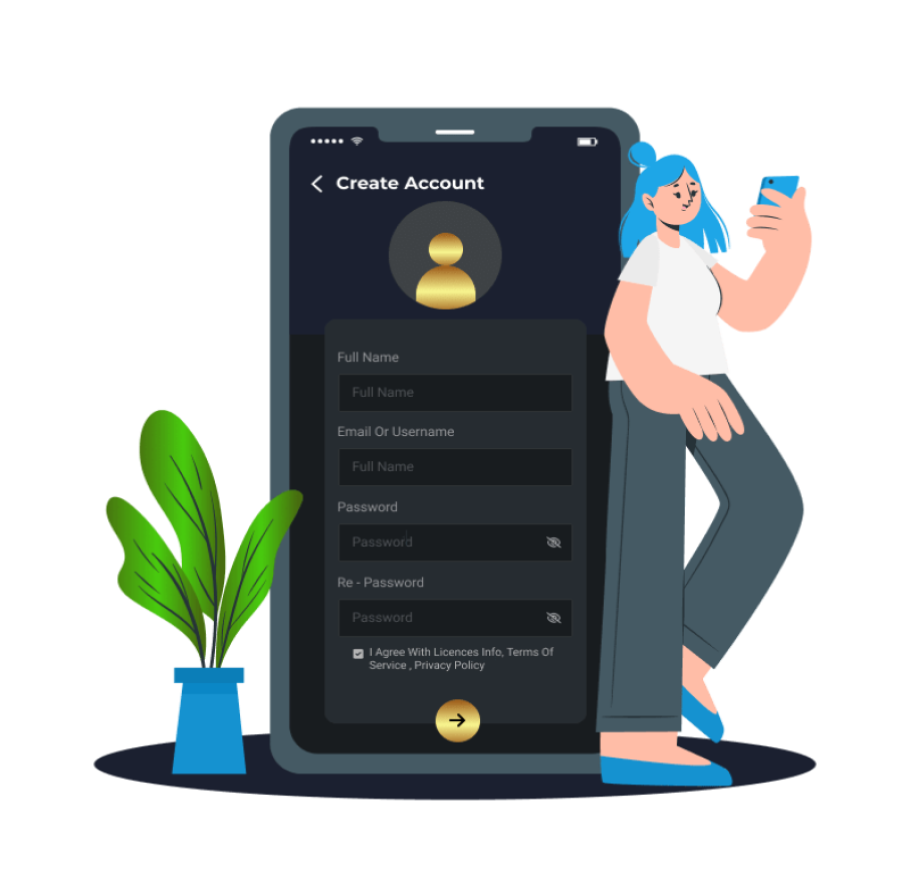 Create Account
Full Name
Full Name
Email Or Username
Full Name
Password
Password
Re - Password
Password
I Agree With Licences Info, Terms Of
Service , Privacy Policy